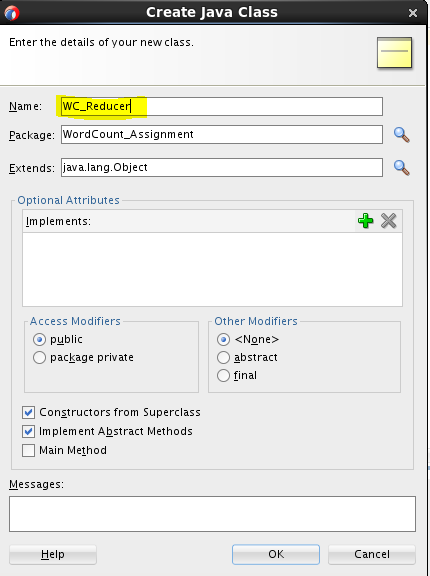 Create Java Class
Enter the details of your new class.
Name: WC_Reducer
Package: WordCount_Assignment
Extends: java.lang.Object
Optional Attributes
Implements:
Access Modifiers
public
package private
Other Modifiers
<None>
abstract
final
Constructors from Superclass
Implement Abstract Methods
Main Method
Messages:
Help OK Cancel